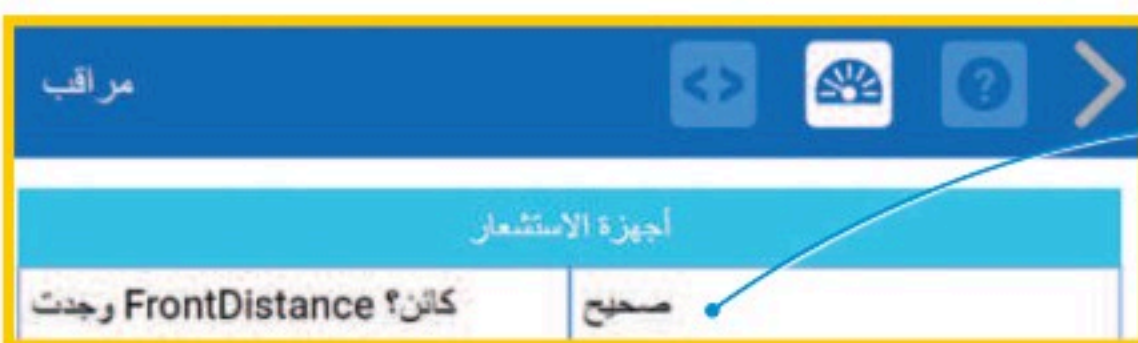 مراقب
أجهزة الاستشعار
وجدت FrontDistance كائن؟
صحيح